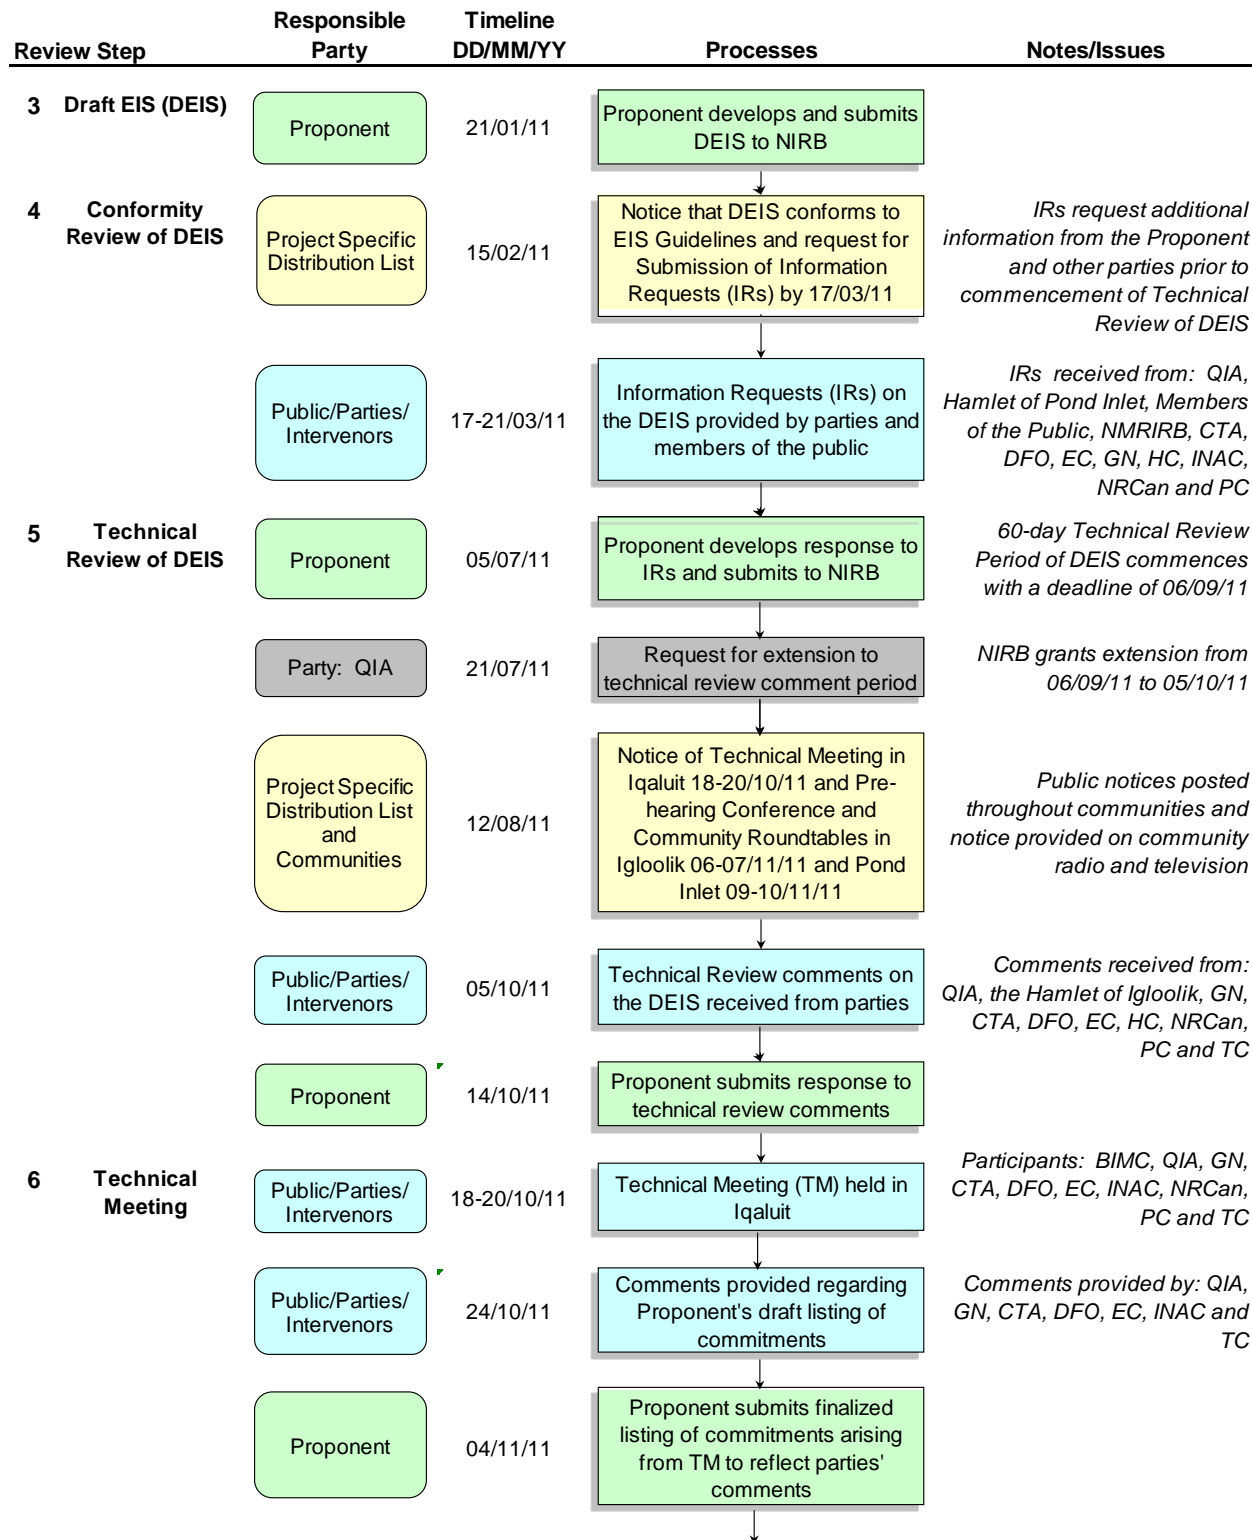 Review Step
Responsible
Party
Timeline
DD/MM/YY
Processes
Notes/Issues
3 Draft EIS (DEIS)
Proponent
21/01/11
Proponent develops and submits
DEIS to NIRB
4 Conformity
Review of DEIS
Project Specific
Distribution List
15/02/11
Notice that DEIS conforms to
EIS Guidelines and request for
Submission of Information
Requests (IRs) by 17/03/11
IRs request additional
information from the Proponent
and other parties prior to
commencement of Technical
Review of DEIS
Public/Parties/
Intervenors
17-21/03/11
Information Requests (IRs) on
the DEIS provided by parties and
members of the public
IRs received from: QIA,
Hamlet of Pond Inlet, Members
of the Public, NMRIRB, CTA,
DFO, EC, GN, HC, INAC,
NRCan and PC
5 Technical
Review of DEIS
Proponent
05/07/11
Proponent develops response to
IRs and submits to NIRB
60-day Technical Review
Period of DEIS commences
with a deadline of 06/09/11
Party: QIA
21/07/11
Request for extension to
technical review comment period
NIRB grants extension from
06/09/11 to 05/10/11
Project Specific
Distribution List
and
Communities
12/08/11
Notice of Technical Meeting in
Iqaluit 18-20/10/11 and Pre-
hearing Conference and
Community Roundtables in
Igloolik 06-07/11/11 and Pond
Inlet 09-10/11/11
Public notices posted
throughout communities and
notice provided on community
radio and television
Public/Parties/
Intervenors
05/10/11
Technical Review comments on
the DEIS received from parties
Comments received from:
QIA, the Hamlet of Igloolik, GN,
CTA, DFO, EC, HC, NRCan,
PC and TC
Proponent
14/10/11
Proponent submits response to
technical review comments
6 Technical
Meeting
Public/Parties/
Intervenors
18-20/10/11
Technical Meeting (TM) held in
Iqaluit
Participants: BIMC, QIA, GN,
CTA, DFO, EC, INAC, NRCan,
PC and TC
Public/Parties/
Intervenors
24/10/11
Comments provided regarding
Proponent's draft listing of
commitments
Comments provided by: QIA,
GN, CTA, DFO, EC, INAC and
TC
Proponent
04/11/11
Proponent submits finalized
listing of commitments arising
from TM to reflect parties'
comments